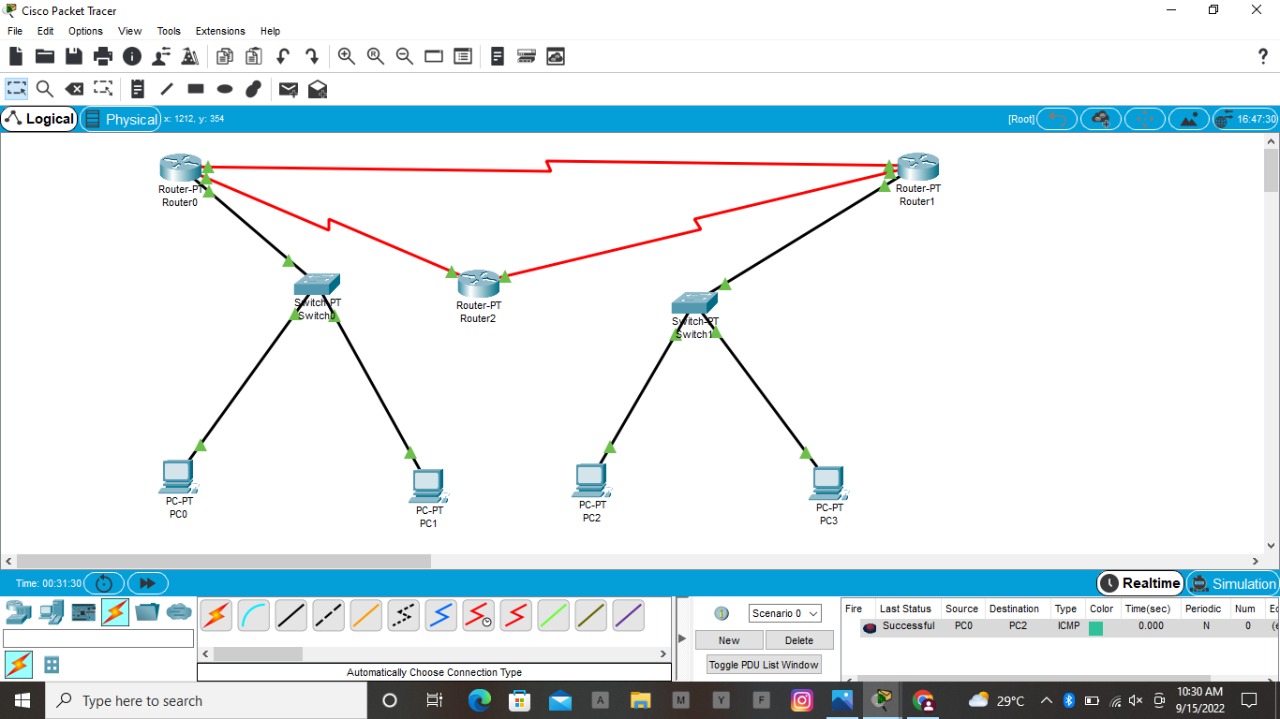 Cisco Packet Tracer
File Edit Options View Tools Extensions Help
?
Logical Physical x: 1212, y: 354 [Root] 16:47:30
Router-PT
Router0
Router-PT
Router1
Switch-PT
Switch0
Router-PT
Router2
Switch-PT
Switch1
PC-PT
PC0
PC-PT
PC1
PC-PT
PC2
PC-PT
PC3
Time: 00:31:30 Realtime Simulation
Scenario 0
New Delete
Toggle PDU List Window
Fire Last Status Source Destination Type Color Time(sec) Periodic Num
Successful PC0 PC2 ICMP 0.000 N 0
Automatically Choose Connection Type
Type here to search
A M Y F
29°C
10:30 AM
9/15/2022